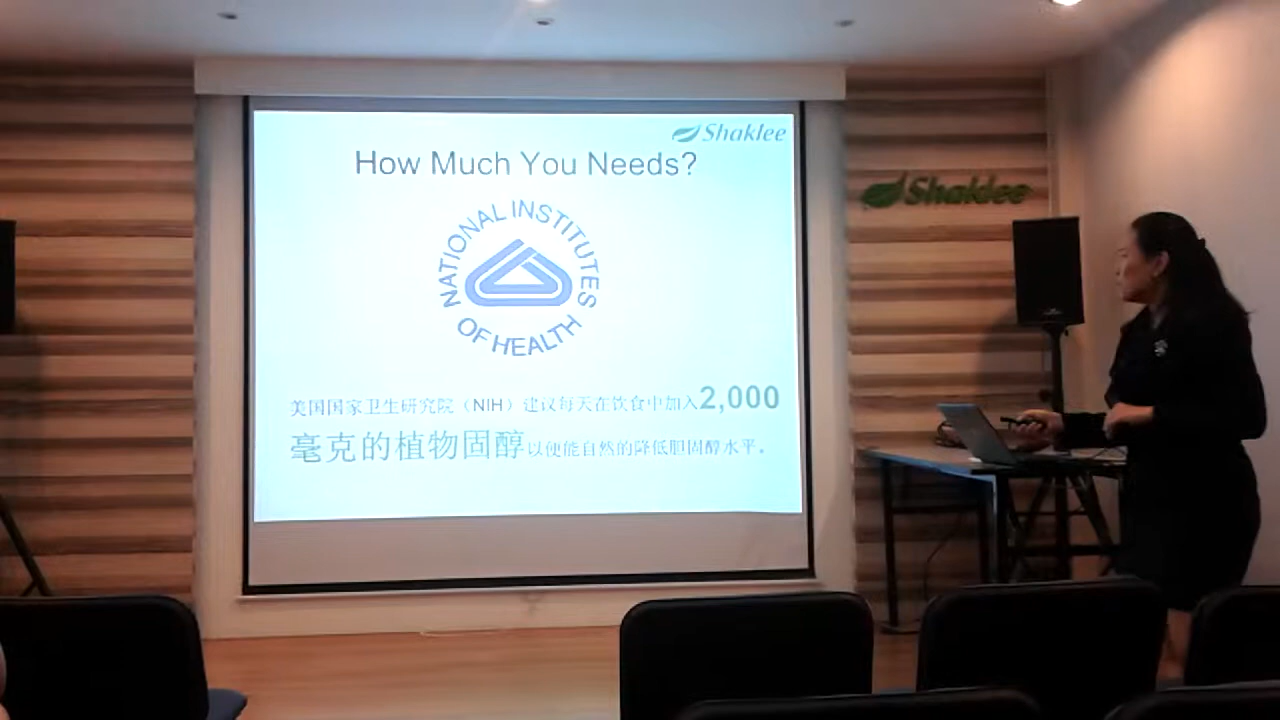 Shaklee
How Much You Needs?
NATIONAL INSTITUTES
OF HEALTH
美国国家卫生研究院（NIH）建议每天在饮食中加入2,000
毫克的植物固醇以便能自然的降低胆固醇水平。
Shaklee